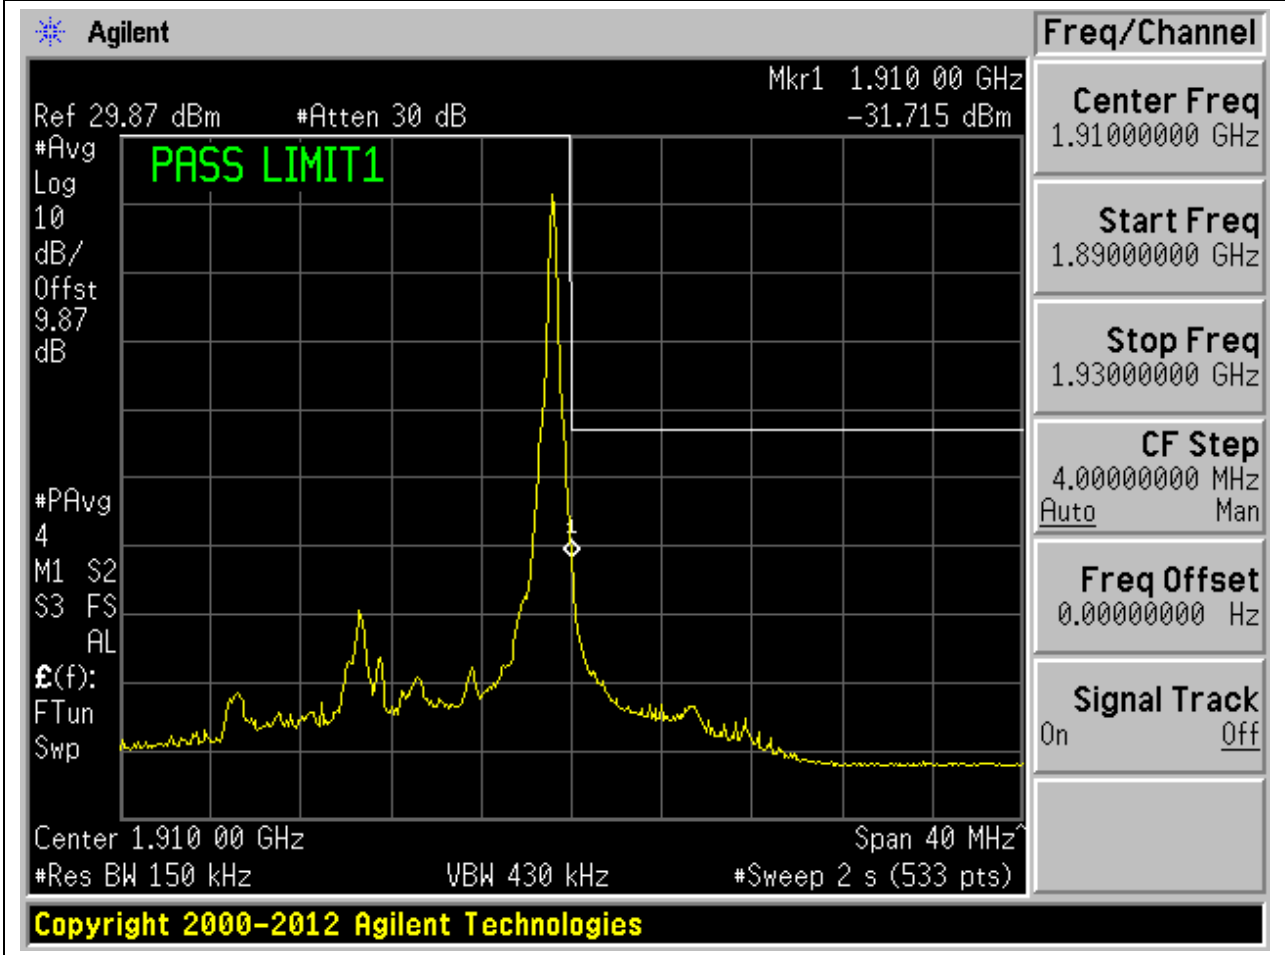 Agilent
Freq/Channel
Mkr1 1.910 00 GHz
Ref 29.87 dBm #Atten 30 dB -31.715 dBm
#Avg
Log
10
dB/
Offst
9.87
dB
PASS LIMIT1
1
#PAvg
4
M1 S2
S3 FS
AL
£(f):
FTun
Swp
Center 1.910 00 GHz Span 40 MHz^
#Res BW 150 kHz VBW 430 kHz #Sweep 2 s (533 pts)
Center Freq
1.91000000 GHz
Start Freq
1.89000000 GHz
Stop Freq
1.93000000 GHz
CF Step
4.00000000 MHz
Auto Man
Freq Offset
0.00000000 Hz
Signal Track
On Off
Copyright 2000-2012 Agilent Technologies